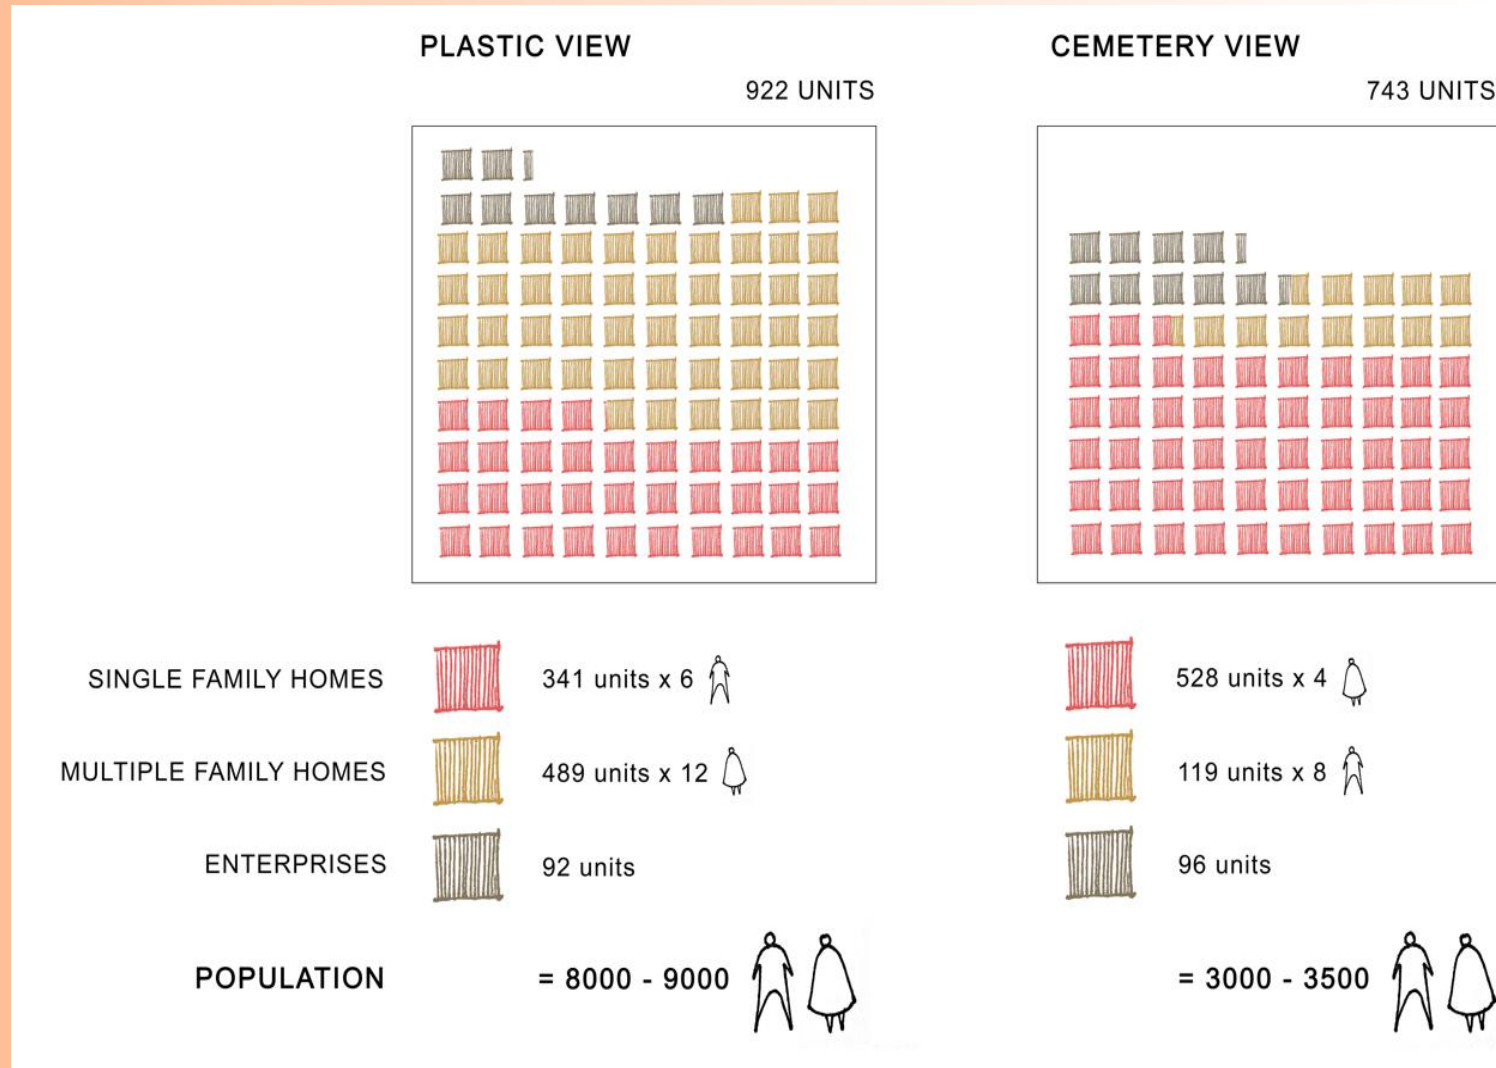 PLASTIC VIEW
922 UNITS
CEMETERY VIEW
743 UNITS
SINGLE FAMILY HOMES
341 units x 6
528 units x 4
MULTIPLE FAMILY HOMES
489 units x 12
119 units x 8
ENTERPRISES
92 units
96 units
POPULATION
= 8000 - 9000
= 3000 - 3500